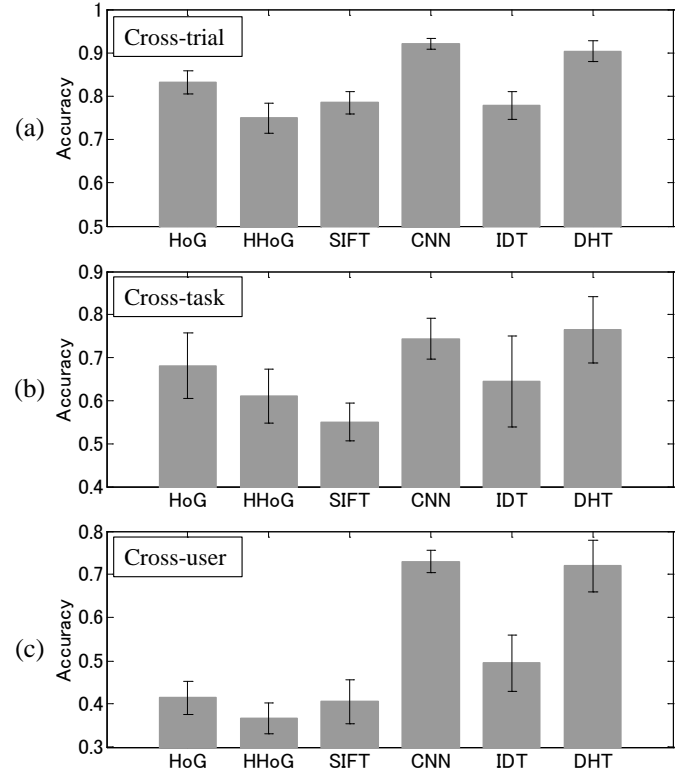 (a)
Cross-trial
Accuracy
1
0.9
0.8
0.7
0.6
0.5
HoG HHoG SIFT CNN IDT DHT
(b)
Cross-task
Accuracy
0.9
0.8
0.7
0.6
0.5
0.4
HoG HHoG SIFT CNN IDT DHT
(c)
Cross-user
Accuracy
0.8
0.7
0.6
0.5
0.4
0.3
HoG HHoG SIFT CNN IDT DHT